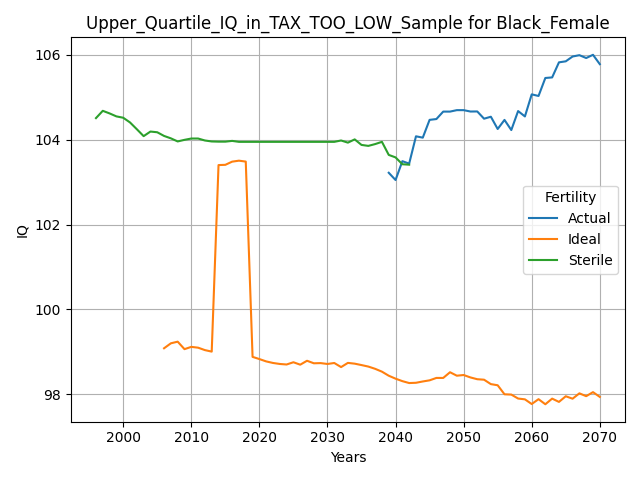 Upper_Quartile_IQ_in_TAX_TOO_LOW_Sample for Black_Female
106
104
102
100
98
IQ
Fertility
Actual
Ideal
Sterile
2000 2010 2020 2030 2040 2050 2060 2070
Years